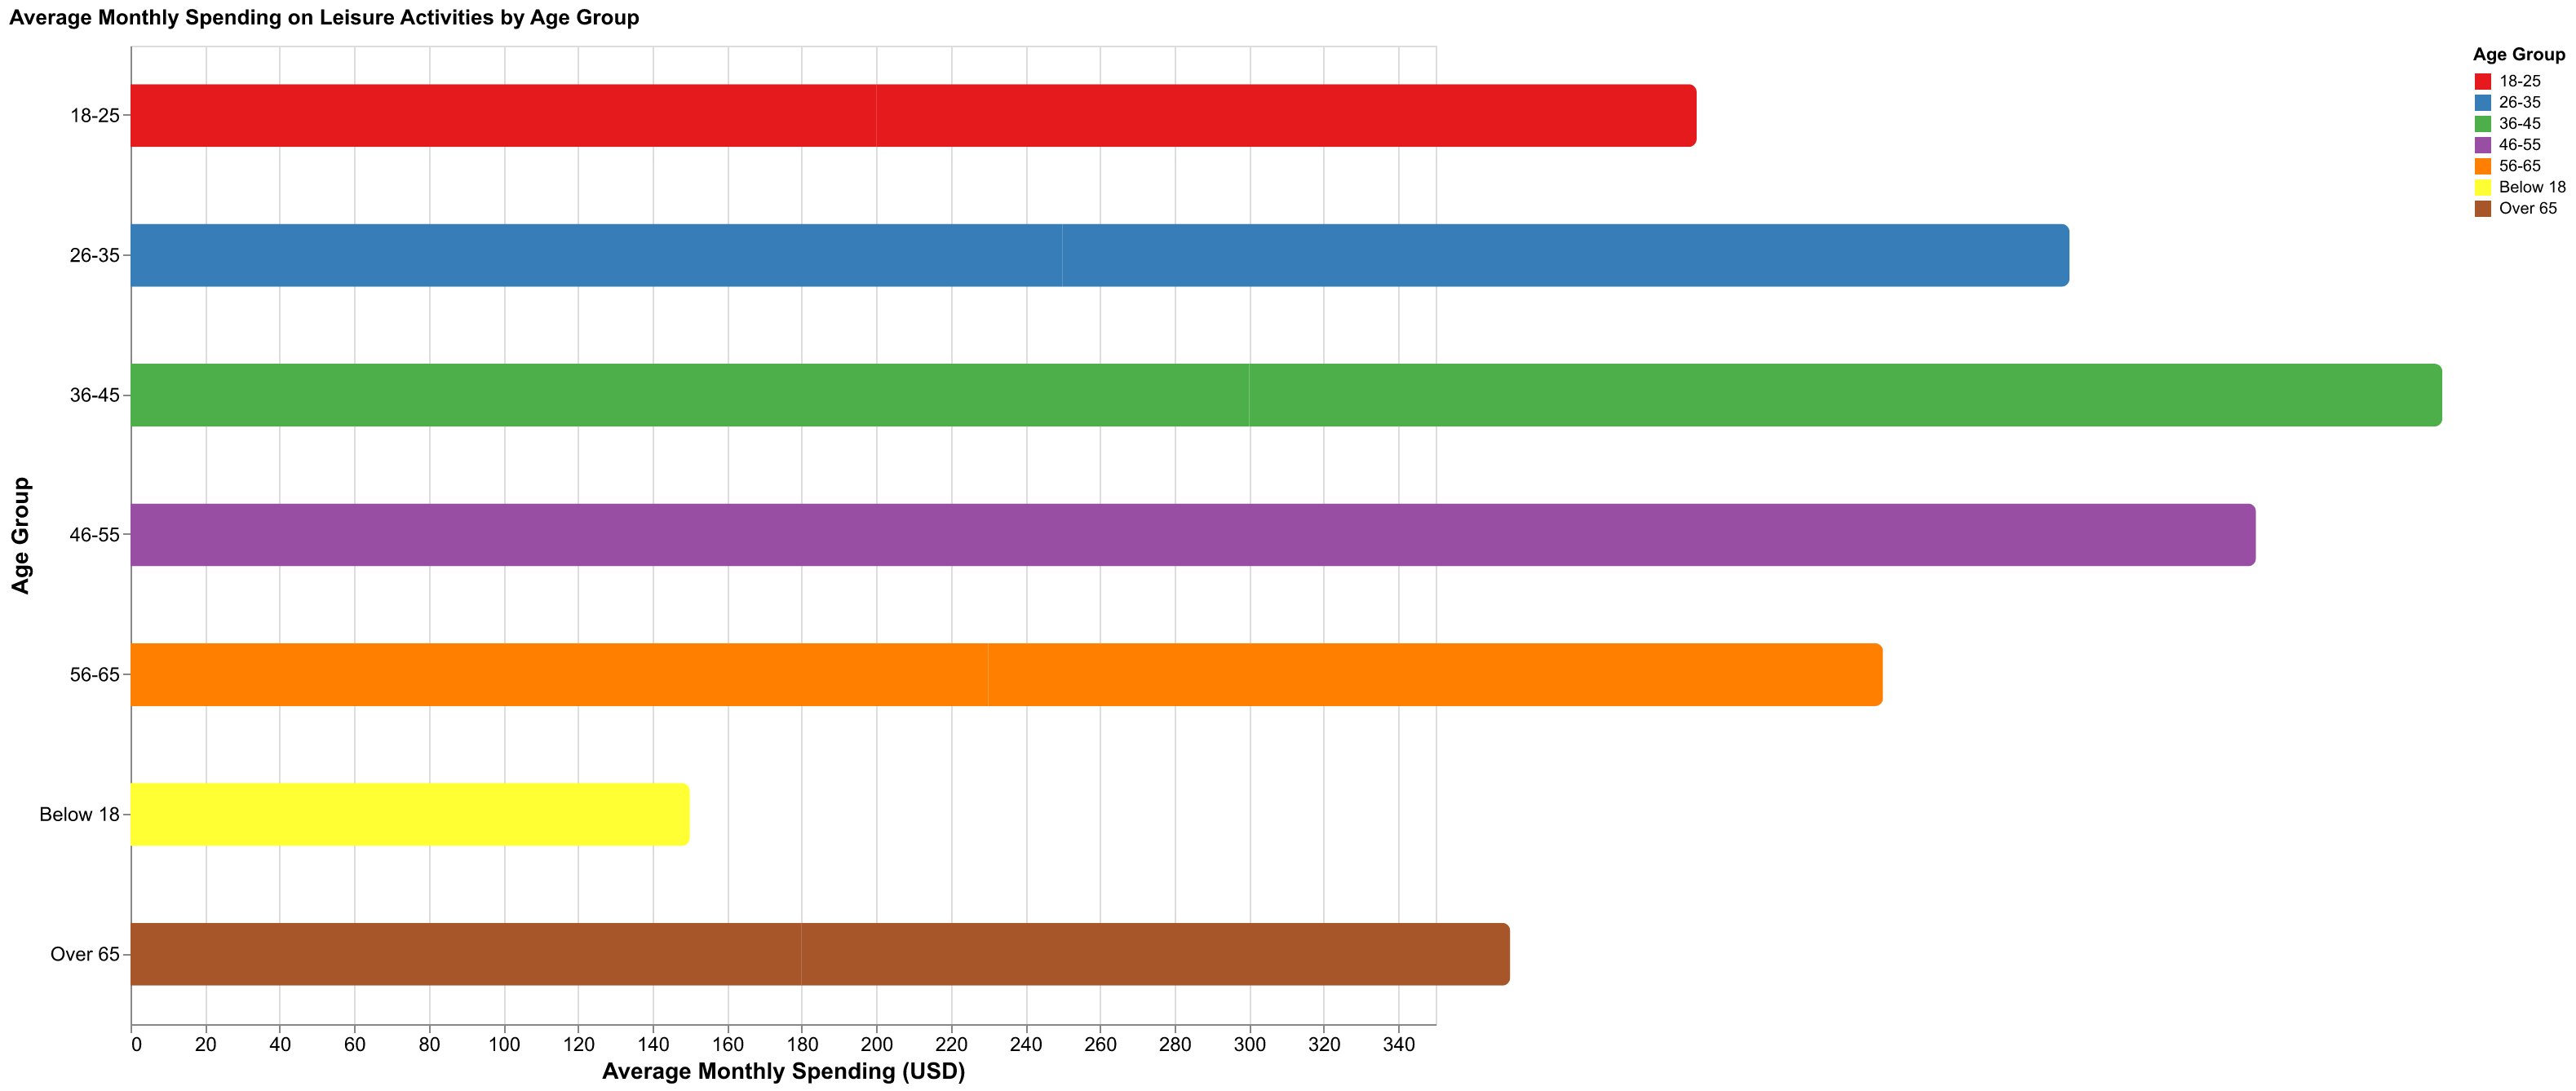 Average Monthly Spending on Leisure Activities by Age Group
Age Group
18-25
26-35
36-45
46-55
56-65
Below 18
Over 65
18-25
26-35
36-45
46-55
56-65
Below 18
Over 65
Age Group
0 20 40 60 80 100 120 140 160 180 200 220 240 260 280 300 320 340
Average Monthly Spending (USD)